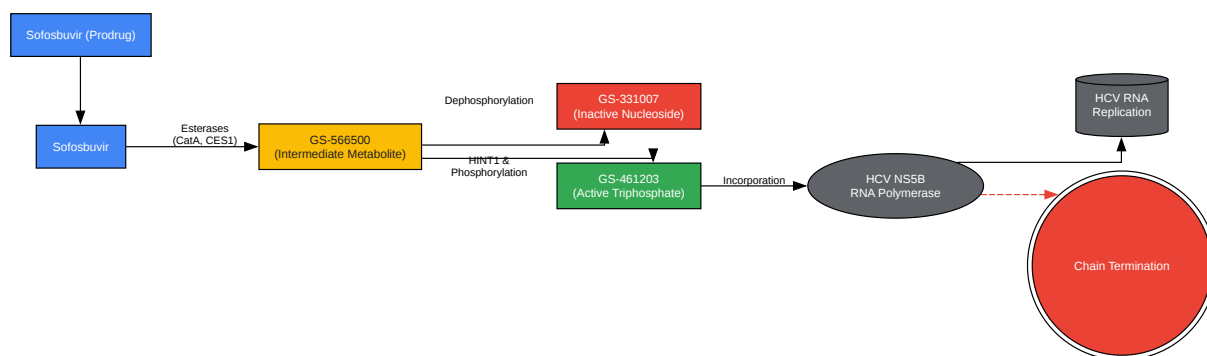 Sofosbuvir (Prodrug)
Sofosbuvir
Esterases
(CatA, CES1)
GS-566500
(Intermediate Metabolite)
Dephosphorylation
HINT1 &
Phosphorylation
GS-331007
(Inactive Nucleoside)
GS-461203
(Active Triphosphate)
Incorporation
HCV NS5B
RNA Polymerase
HCV RNA
Replication
Chain Termination